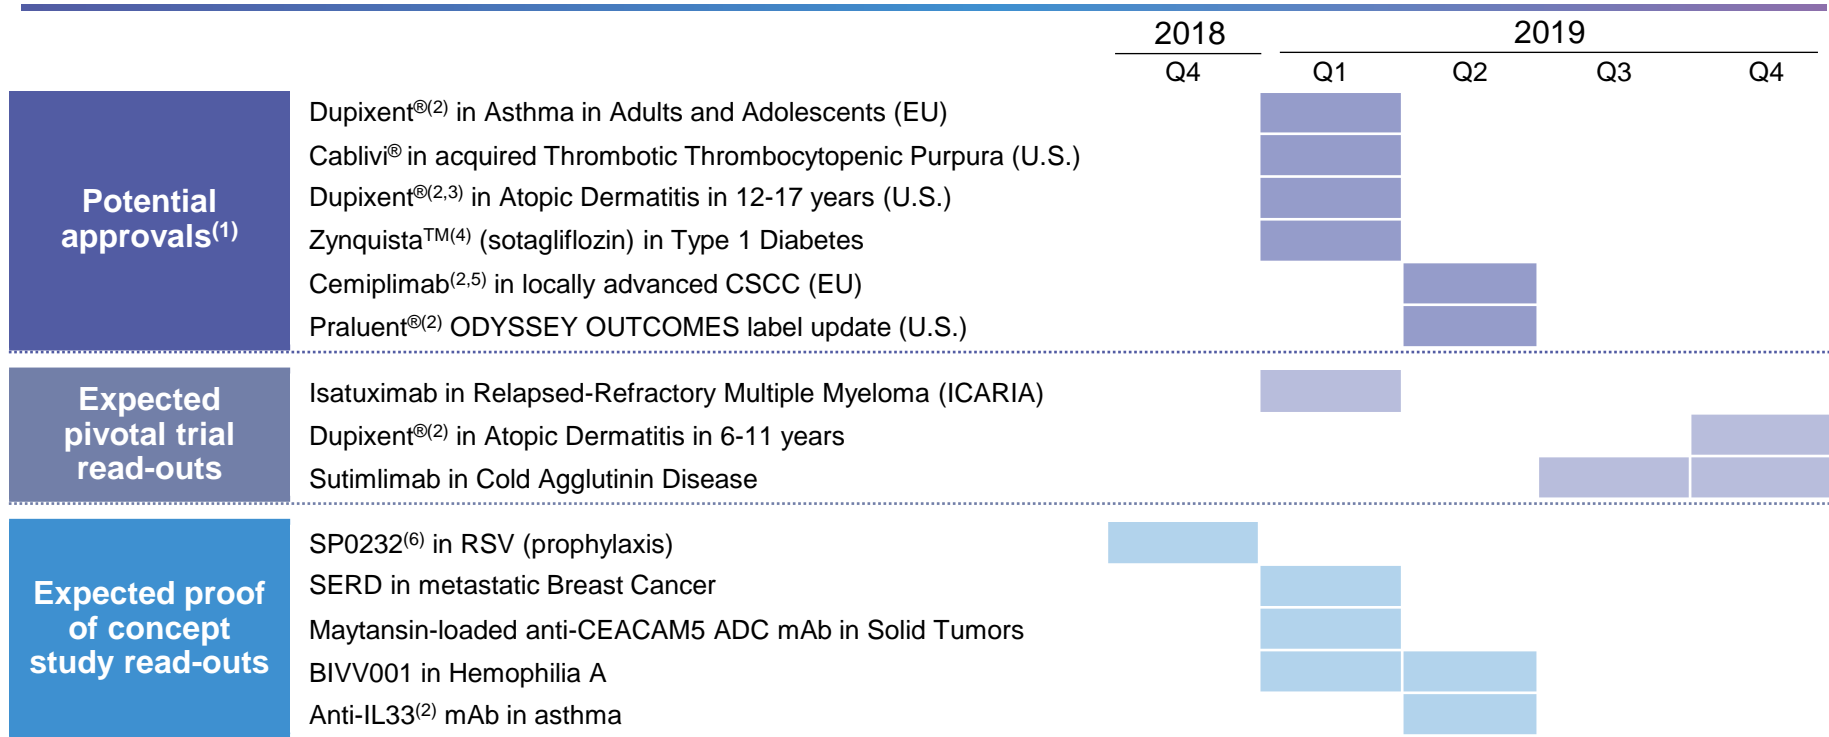 2018
2019
Q4
Q1
Q2
Q3
Q4
Potential
approvals(1)
Dupixent®(2) in Asthma in Adults and Adolescents (EU)
Cablivi® in acquired Thrombotic Thrombocytopenic Purpura (U.S.)
Dupixent®(2,3) in Atopic Dermatitis in 12-17 years (U.S.)
Zynquista™(4) (sotagliflozin) in Type 1 Diabetes
Cemiplimab(2,5) in locally advanced CSCC (EU)
Praluent®(2) ODYSSEY OUTCOMES label update (U.S.)
Expected
pivotal trial
read-outs
Isatuximab in Relapsed-Refractory Multiple Myeloma (ICARIA)
Dupixent®(2) in Atopic Dermatitis in 6-11 years
Sutimlimab in Cold Agglutinin Disease
Expected proof
of concept
study read-outs
SP0232(6) in RSV (prophylaxis)
SERD in metastatic Breast Cancer
Maytansin-loaded anti-CEACAM5 ADC mAb in Solid Tumors
BIVV001 in Hemophilia A
Anti-IL33(2) mAb in asthma